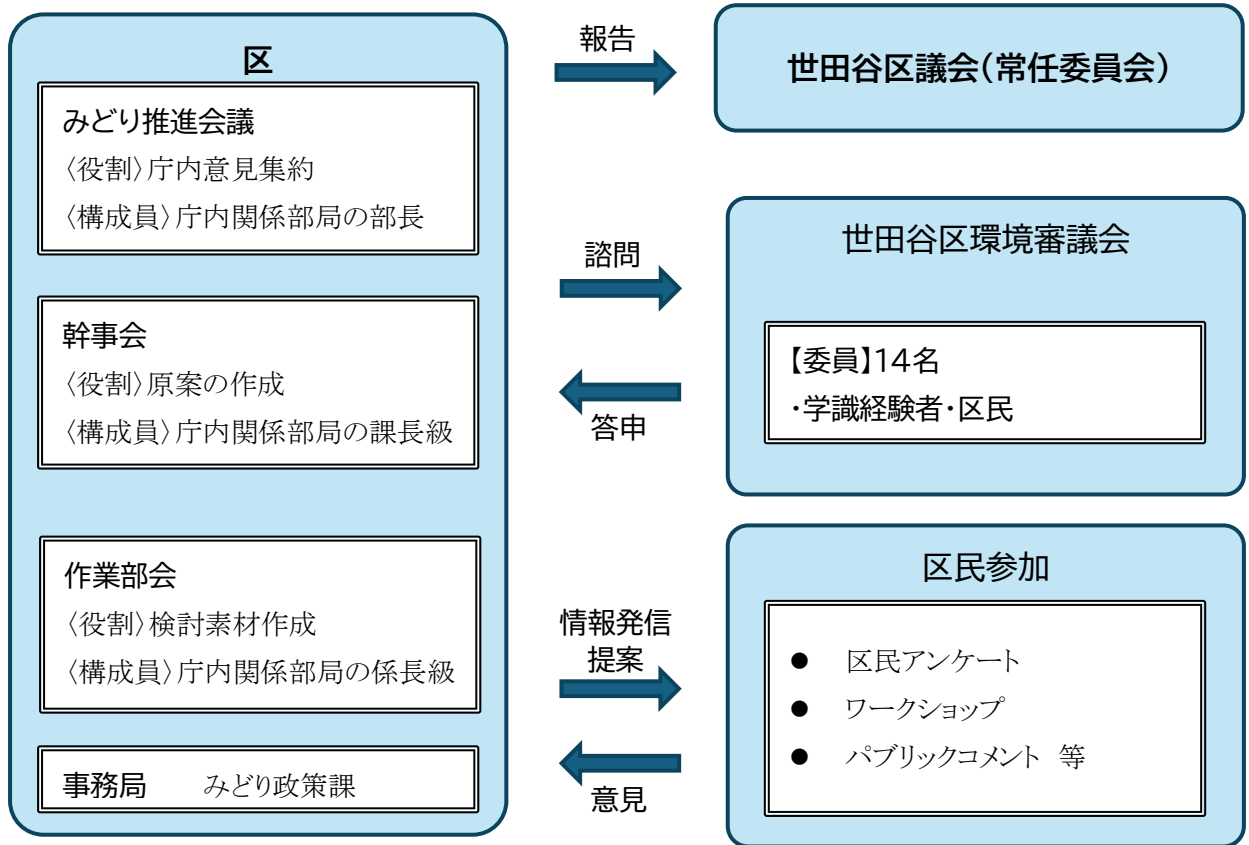 区
みどり推進会議
〈役割〉庁内意見集約
〈構成員〉庁内関係部局の部長
幹事会
〈役割〉原案の作成
〈構成員〉庁内関係部局の課長級
作業部会
〈役割〉検討素材作成
〈構成員〉庁内関係部局の係長級
事務局　みどり政策課
報告
世田谷区議会(常任委員会)
諮問
答申
世田谷区環境審議会
【委員】14名
・学識経験者・区民
情報発信
提案
意見
区民参加
● 区民アンケート
● ワークショップ
● パブリックコメント　等